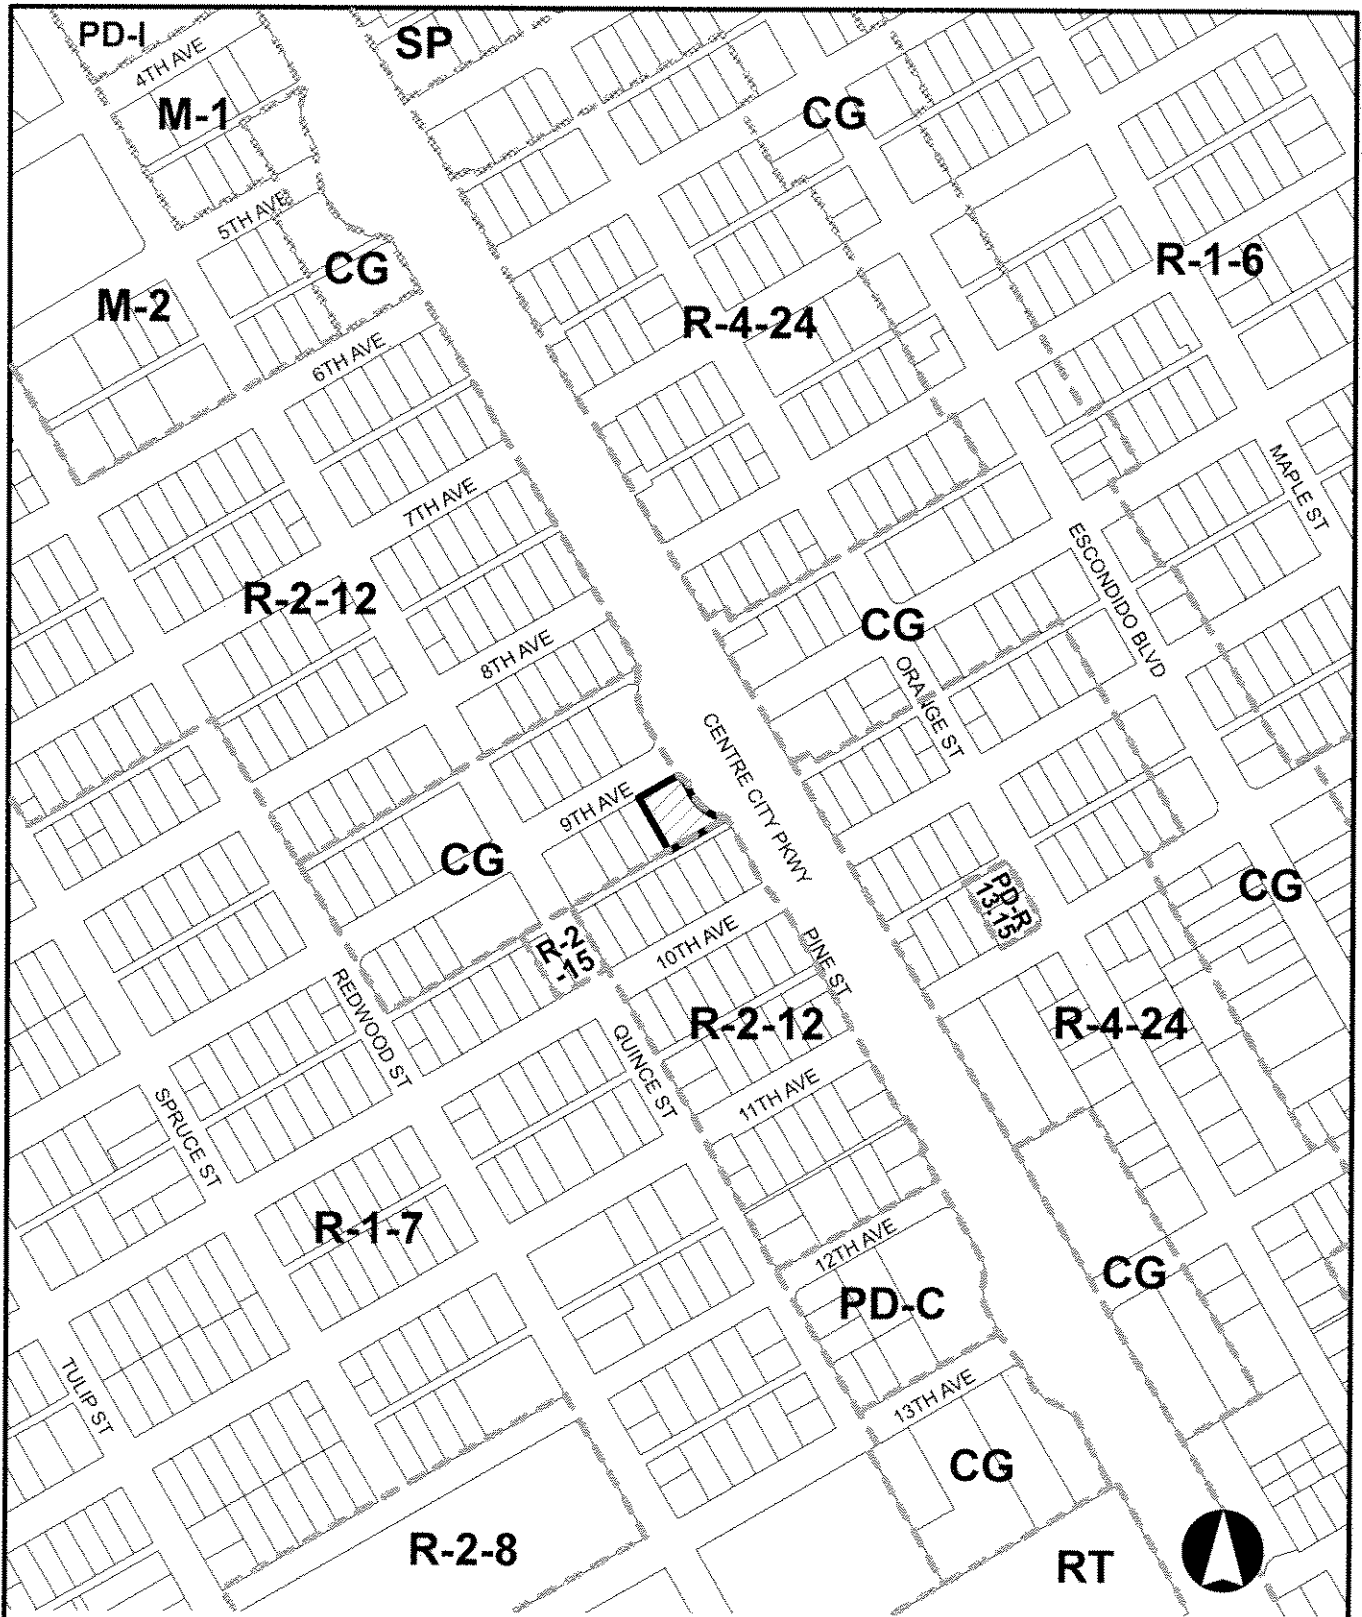 PD-I
SP
4TH AVE
M-1
CG
5TH AVE
CG
R-1-6
M-2
R-4-24
6TH AVE
MAPLE ST
7TH AVE
ESCONDIDO BLVD
R-2-12
CG
8TH AVE
ORANGE ST
CENTRE CITY PKWY
9TH AVE
CG
CG
PD-R
13.15
R-2
-15
10TH AVE
PINE ST
REDWOOD ST
R-2-12
R-4-24
QUINCE ST
11TH AVE
SPRUCE ST
R-1-7
12TH AVE
CG
PD-C
TULIP ST
13TH AVE
CG
R-2-8
RT